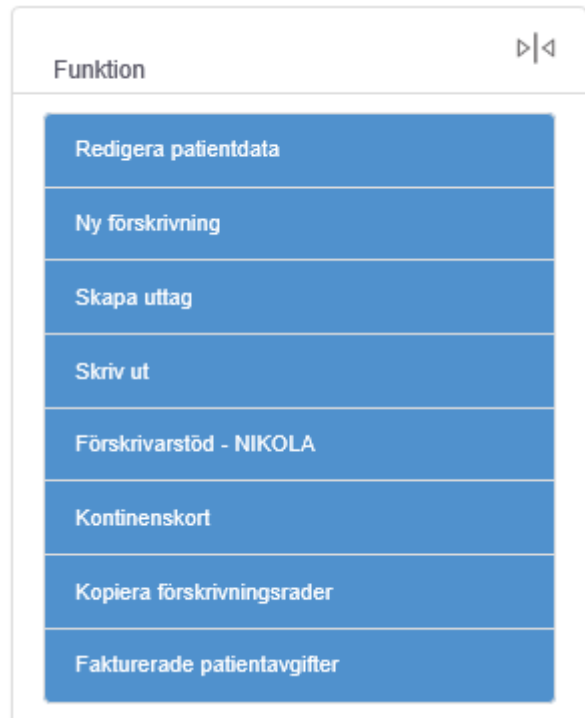 Funktion
Redigera patientdata
Ny förskrivning
Skapa uttag
Skriv ut
Förskrivarstöd - NIKOLA
Kontinenskort
Kopiera förskrivningsrader
Fakturerade patientavgifter